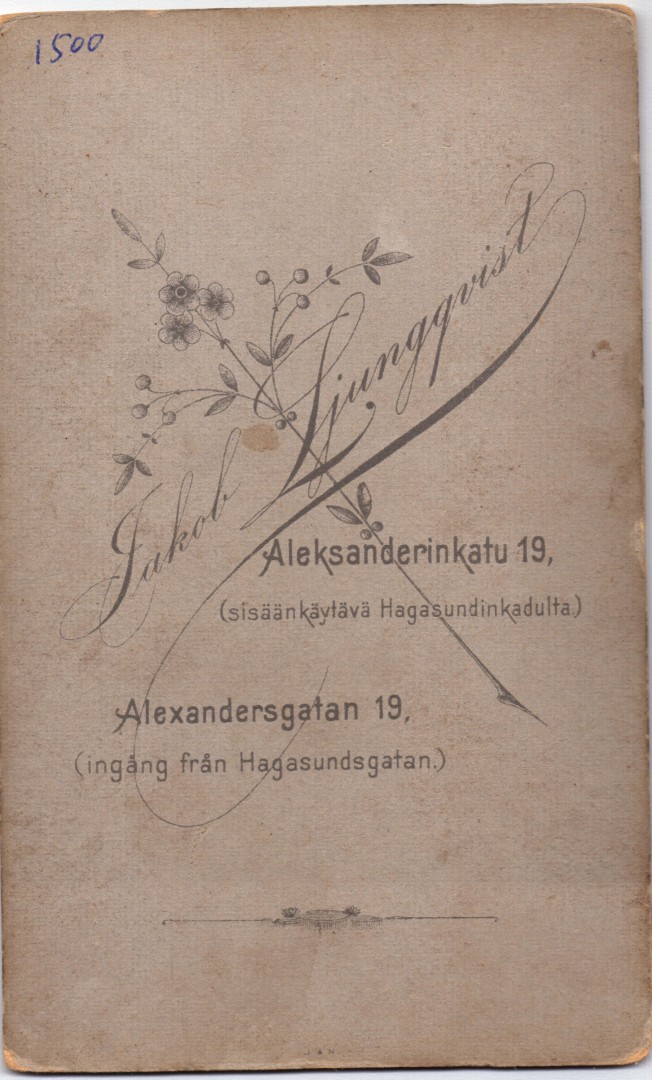 1500
Jakob Ljungqvist
Aleksanderinkatu 19,
(sisäänkäytävä Hagasundinkadulta.)
Alexandersgatan 19,
(ingång från Hagasundsgatan.)